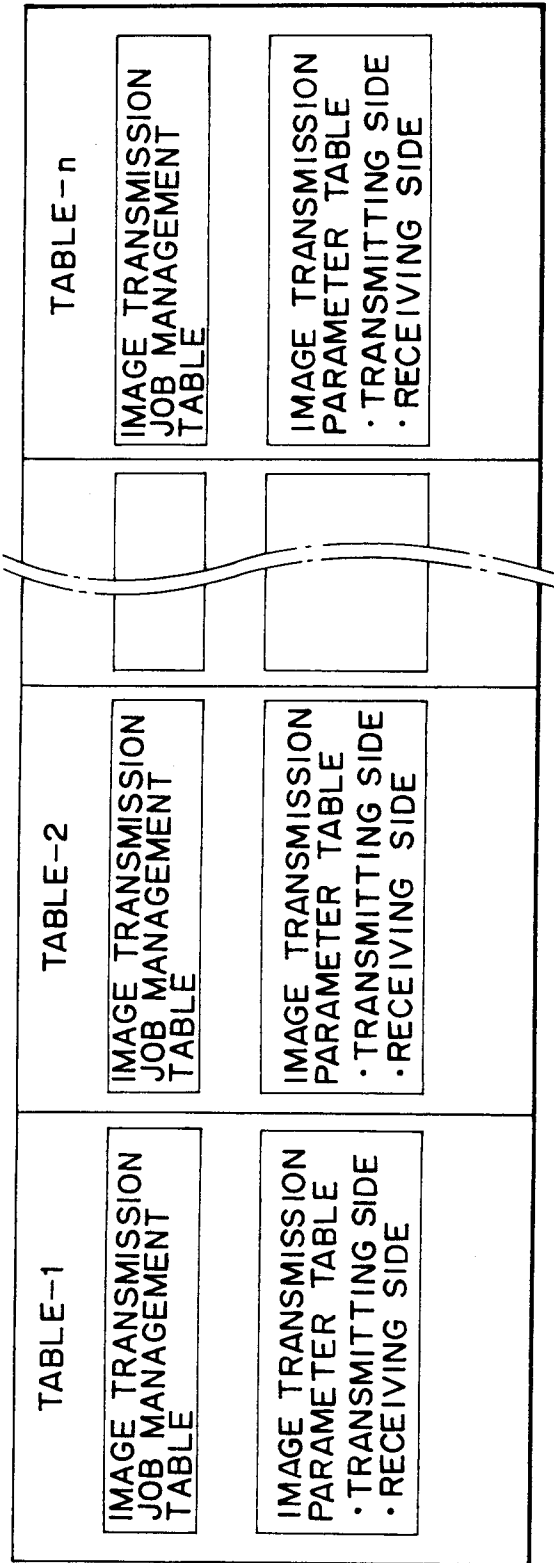 TABLE-1
IMAGE TRANSMISSION
JOB MANAGEMENT
TABLE
IMAGE TRANSMISSION
PARAMETER TABLE
·TRANSMITTING SIDE
·RECEIVING SIDE
TABLE-2
IMAGE TRANSMISSION
JOB MANAGEMENT
TABLE
IMAGE TRANSMISSION
PARAMETER TABLE
·TRANSMITTING SIDE
·RECEIVING SIDE
TABLE-n
IMAGE TRANSMISSION
JOB MANAGEMENT
TABLE
IMAGE TRANSMISSION
PARAMETER TABLE
·TRANSMITTING SIDE
·RECEIVING SIDE